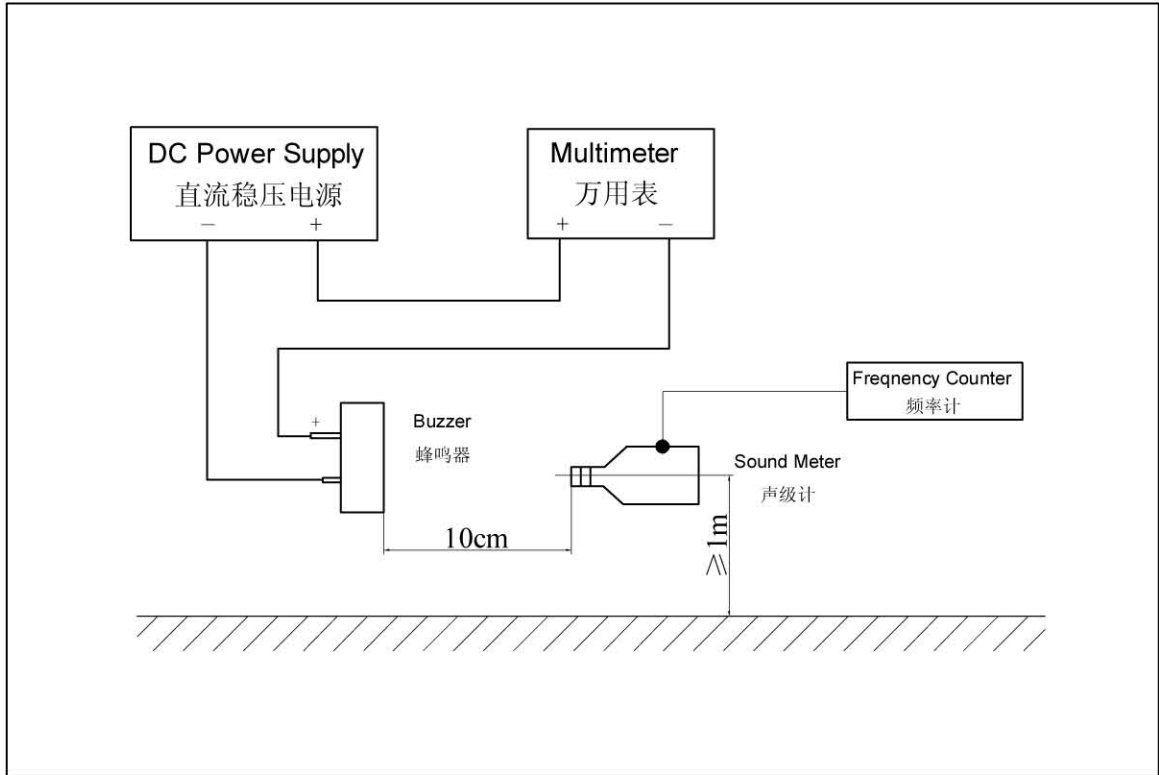 DC Power Supply
直流稳压电源
− +
Multimeter
万用表
+ −
Freqnency Counter
频率计
+
Buzzer
蜂鸣器
Sound Meter
声级计
10cm
≥1m